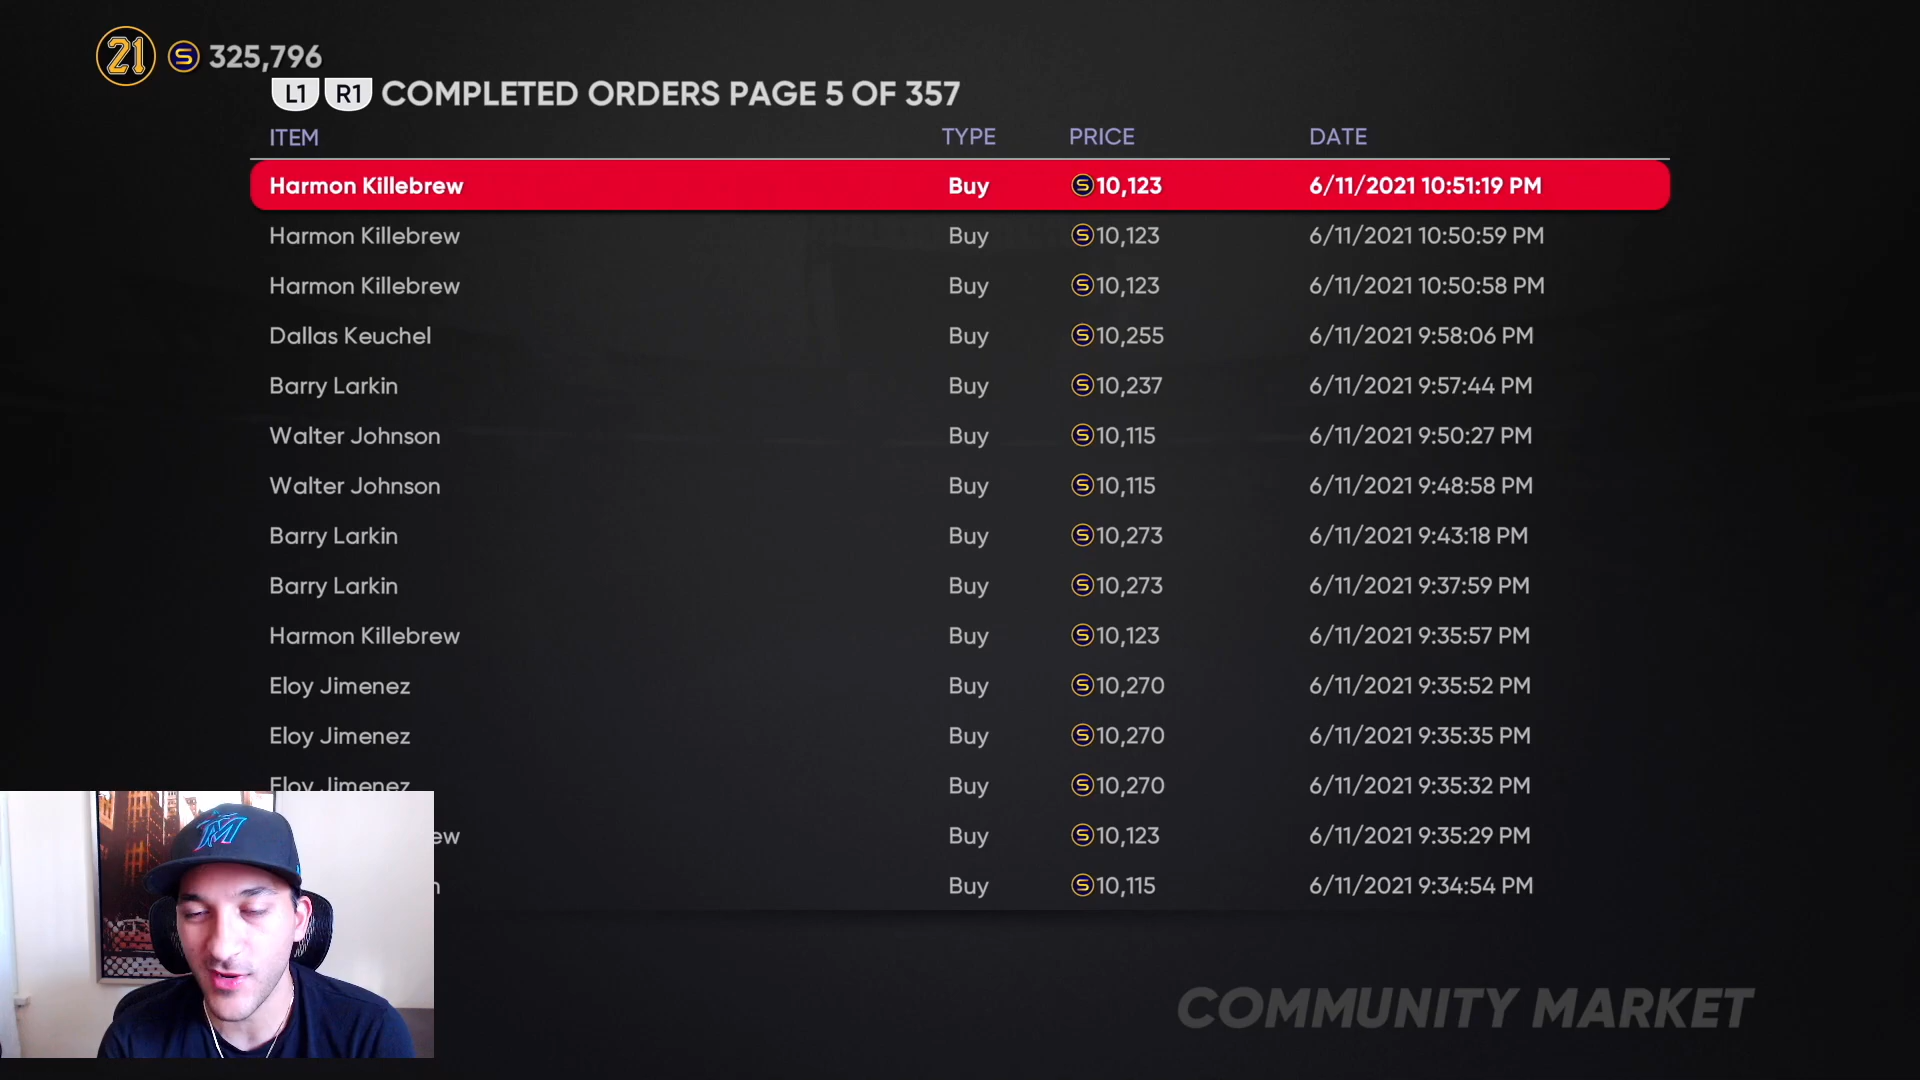 21 S 325,796
L1 R1 COMPLETED ORDERS PAGE 5 OF 357
ITEM TYPE PRICE DATE
Harmon Killebrew Buy S 10,123 6/11/2021 10:51:19 PM
Harmon Killebrew Buy S 10,123 6/11/2021 10:50:59 PM
Harmon Killebrew Buy S 10,123 6/11/2021 10:50:58 PM
Dallas Keuchel Buy S 10,255 6/11/2021 9:58:06 PM
Barry Larkin Buy S 10,237 6/11/2021 9:57:44 PM
Walter Johnson Buy S 10,115 6/11/2021 9:50:27 PM
Walter Johnson Buy S 10,115 6/11/2021 9:48:58 PM
Barry Larkin Buy S 10,273 6/11/2021 9:43:18 PM
Barry Larkin Buy S 10,273 6/11/2021 9:37:59 PM
Harmon Killebrew Buy S 10,123 6/11/2021 9:35:57 PM
Eloy Jimenez Buy S 10,270 6/11/2021 9:35:52 PM
Eloy Jimenez Buy S 10,270 6/11/2021 9:35:35 PM
Eloy Jimenez Buy S 10,270 6/11/2021 9:35:32 PM
ew Buy S 10,123 6/11/2021 9:35:29 PM
n Buy S 10,115 6/11/2021 9:34:54 PM
M
COMMUNITY MARKET